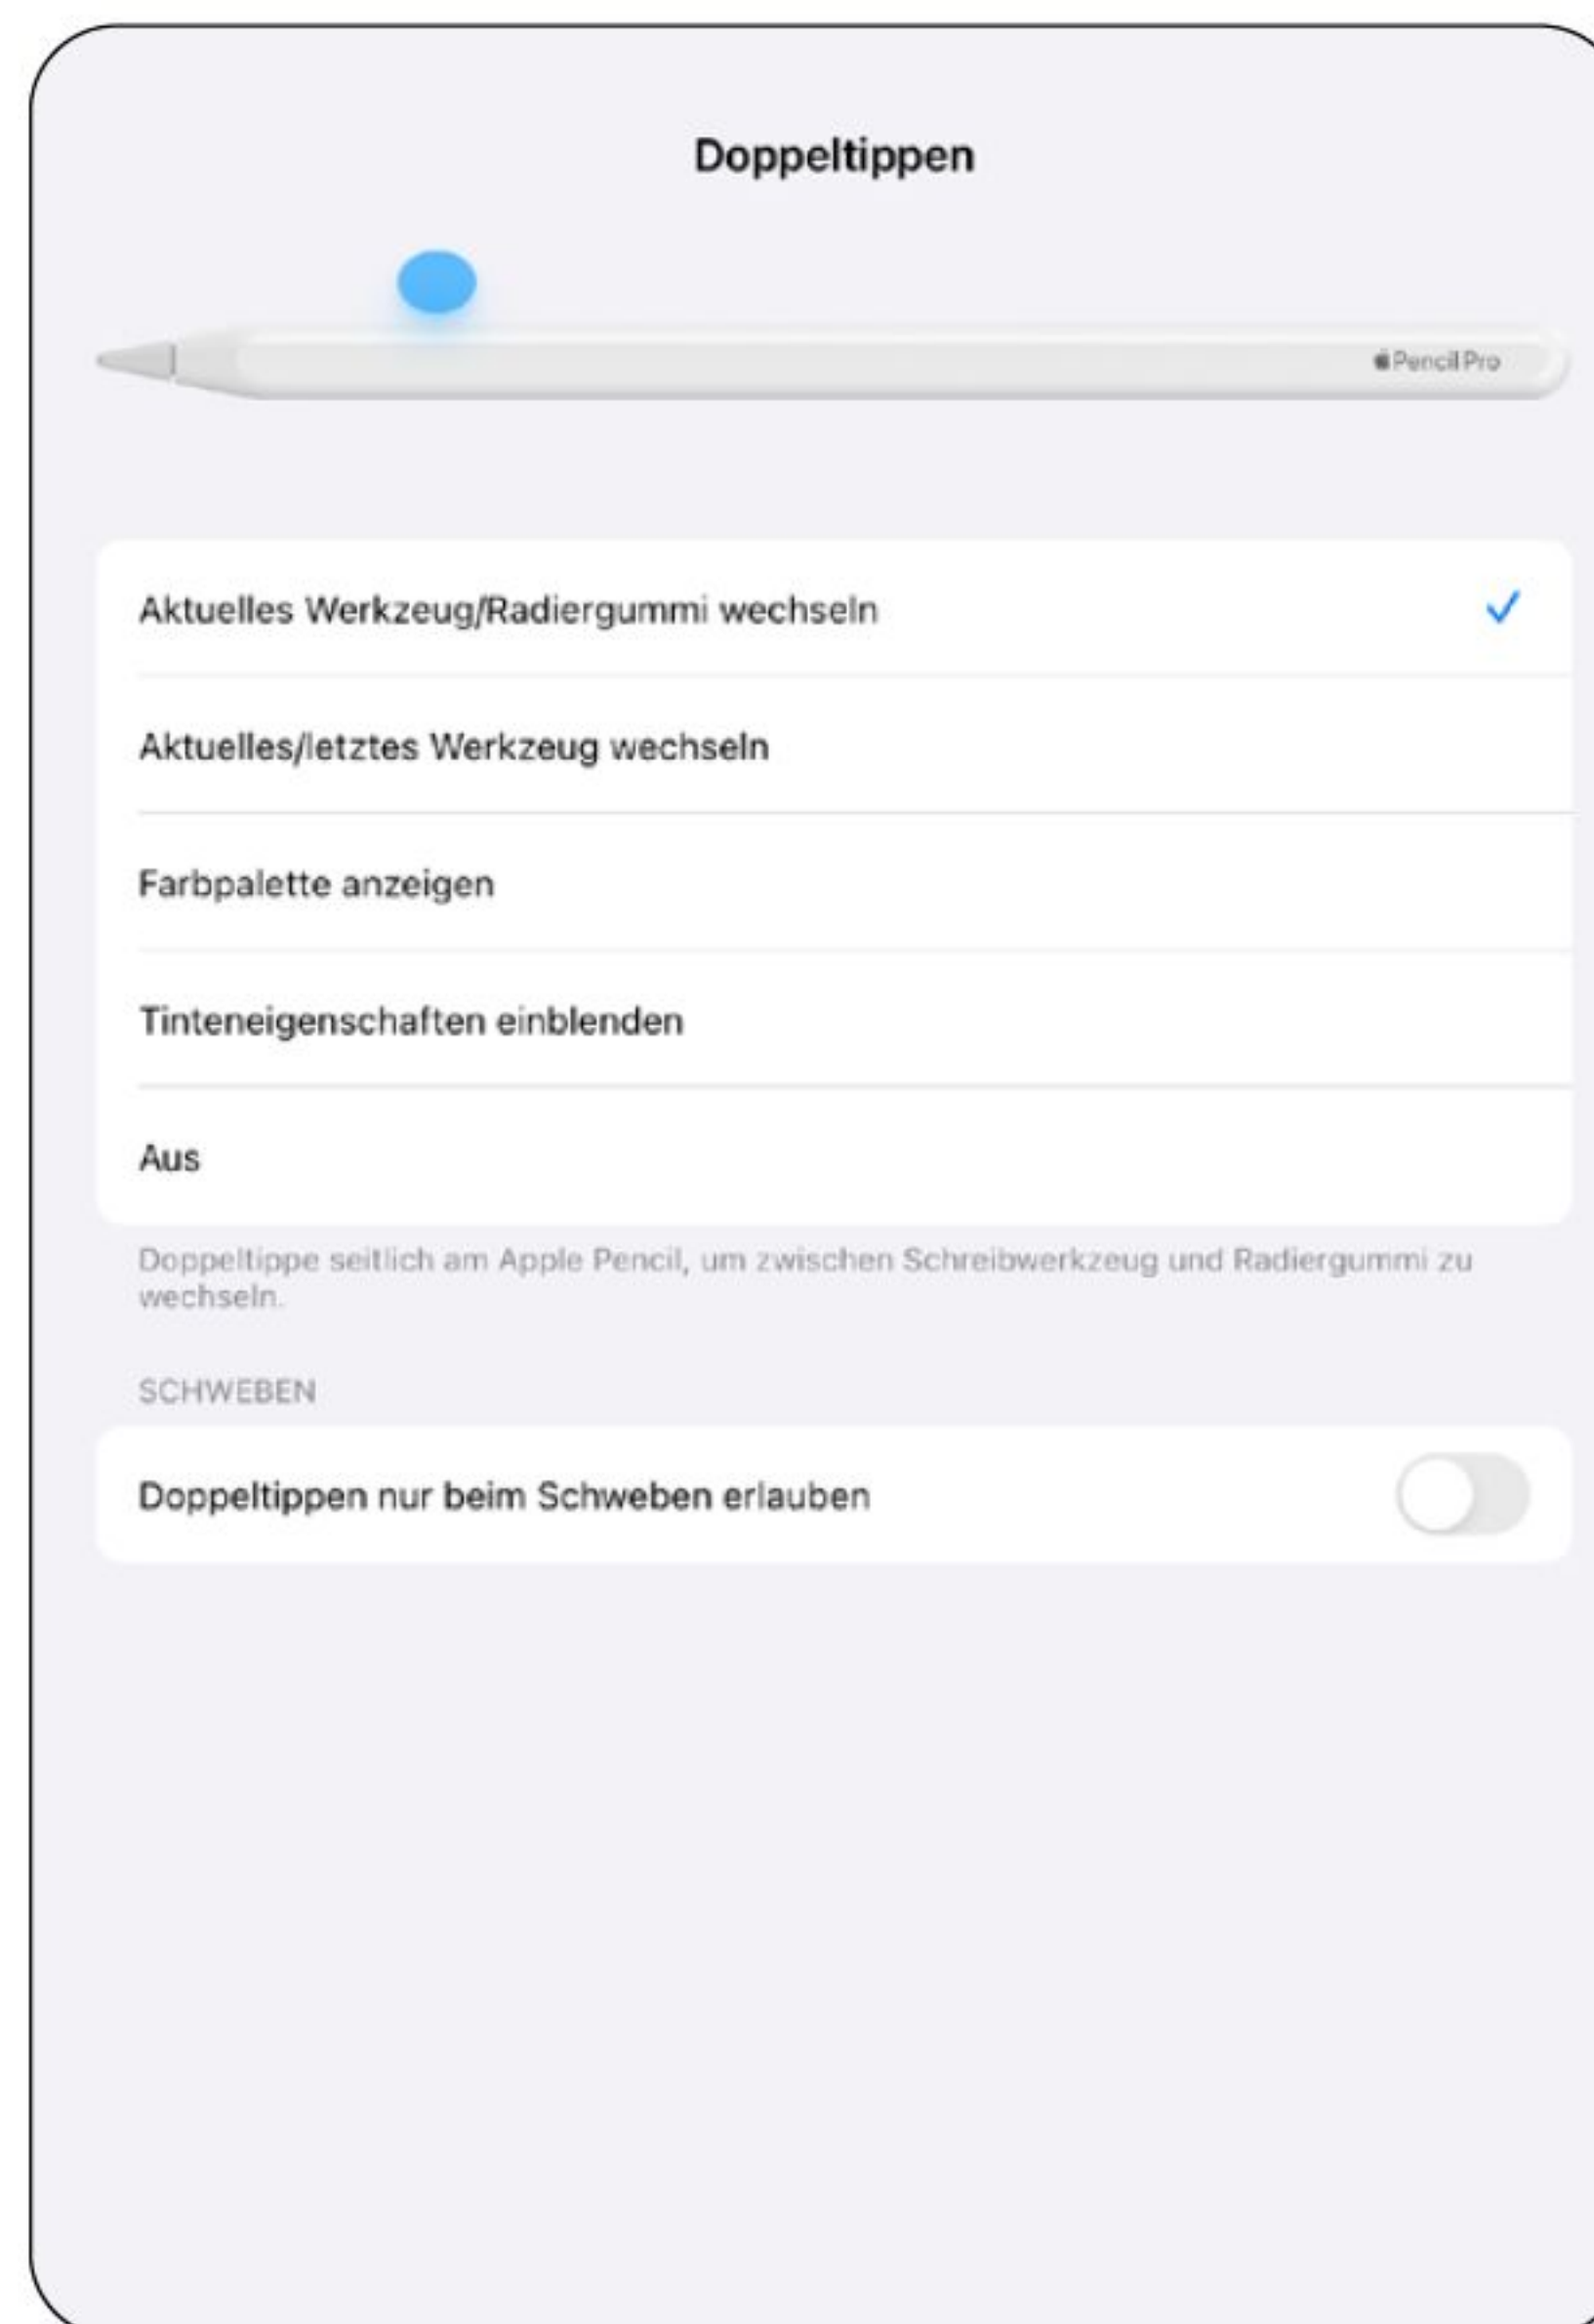 Doppeltippen
Pencil Pro
Aktuelles Werkzeug/Radiergummi wechseln
Aktuelles/letztes Werkzeug wechseln
Farbpalette anzeigen
Tinteneigenschaften einblenden
Aus
Doppeltippe seitlich am Apple Pencil, um zwischen Schreibwerkzeug und Radiergummi zu
wechseln.
SCHWEBEN
Doppeltippen nur beim Schweben erlauben